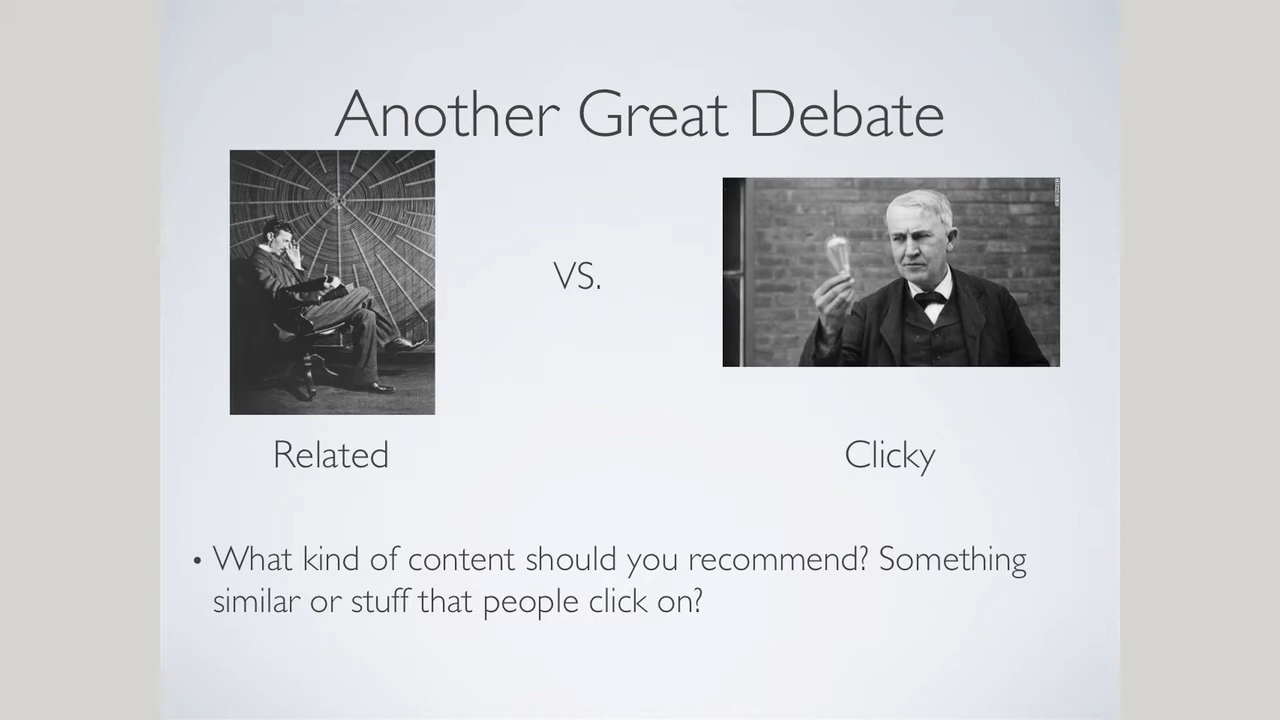 Another Great Debate
VS.
Related
Clicky
• What kind of content should you recommend? Something
similar or stuff that people click on?